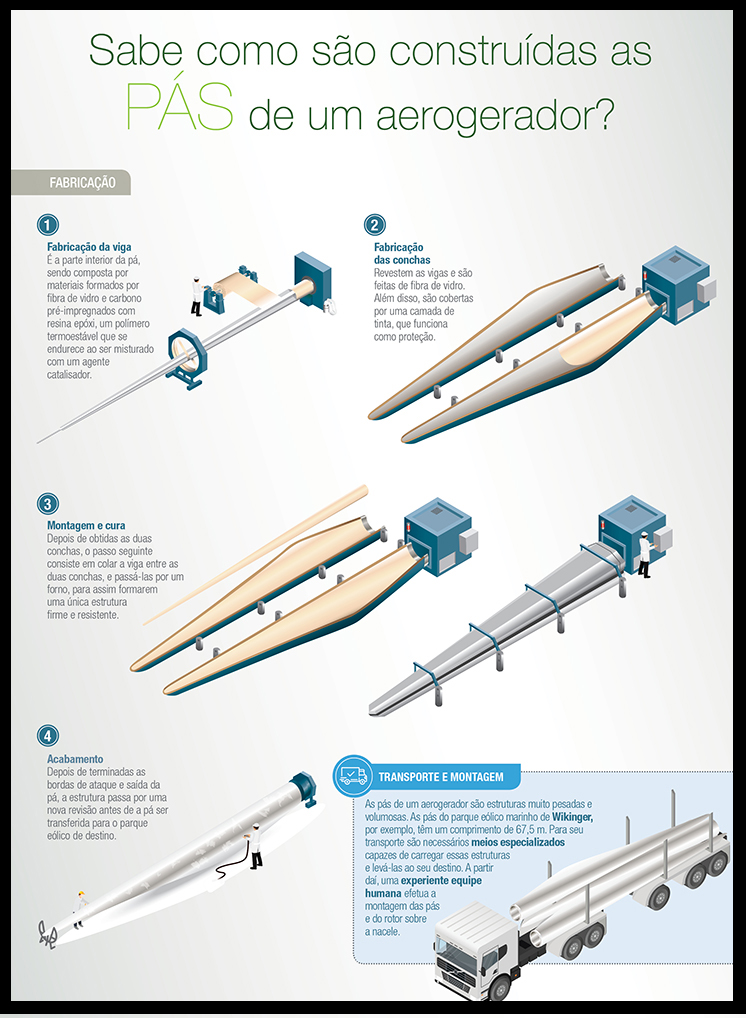 Sabe como são construídas as
PÁS de um aerogerador?
FABRICAÇÃO
1
Fabricação da viga
É a parte interior da pá,
sendo composta por
materiais formados por
fibra de vidro e carbono
pré-impregnados com
resina epóxi, um polímero
termoestável que se
endurece ao ser misturado
com um agente
catalisador.
2
Fabricação
das conchas
Revestem as vigas e são
feitas de fibra de vidro.
Além disso, são cobertas
por uma camada de
tinta, que funciona
como proteção.
3
Montagem e cura
Depois de obtidas as duas
conchas, o passo seguinte
consiste em colar a viga entre as
duas conchas, e passá-las por um
forno, para assim formarem
uma única estrutura
firme e resistente.
4
Acabamento
Depois de terminadas as
bordas de ataque e saída da
pá, a estrutura passa por uma
nova revisão antes de a pá ser
transferida para o parque
eólico de destino.
TRANSPORTE E MONTAGEM
As pás de um aerogerador são estruturas muito pesadas e
volumosas. As pás do parque eólico marinho de Wikinger,
por exemplo, têm um comprimento de 67,5 m. Para seu
transporte são necessários meios especializados
capazes de carregar essas estruturas
e levá-las ao seu destino. A partir
daí, uma experiente equipe
humana efetua a
montagem das pás
e do rotor sobre
a nacele.